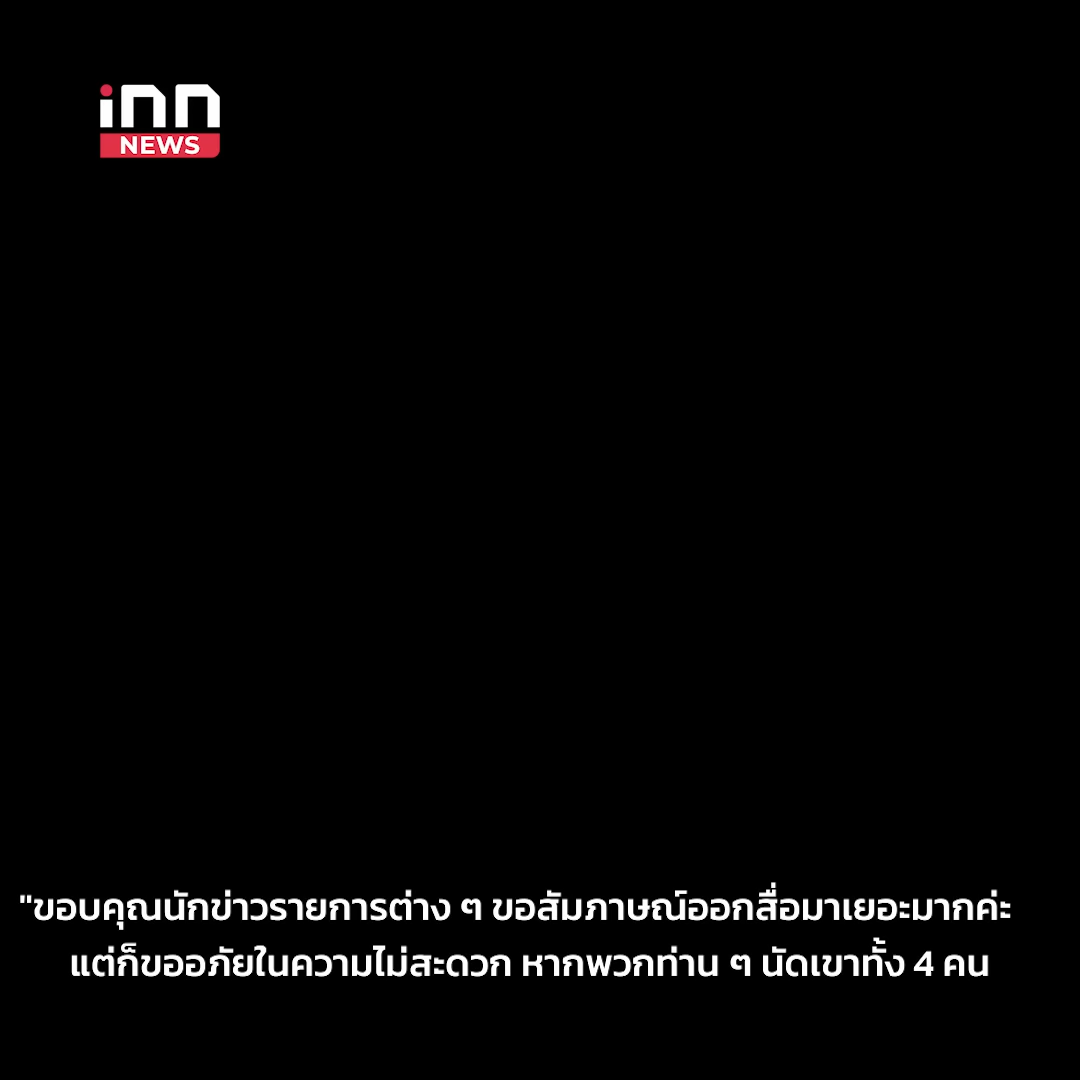 inn
NEWS
"ขอบคุณนักข่าวรายการต่าง ๆ ขอสัมภาษณ์ออกสื่อมาเยอะมากค่ะ
แต่ก็ขออภัยในความไม่สะดวก หากพวกท่าน ๆ นัดเขาทั้ง 4 คน